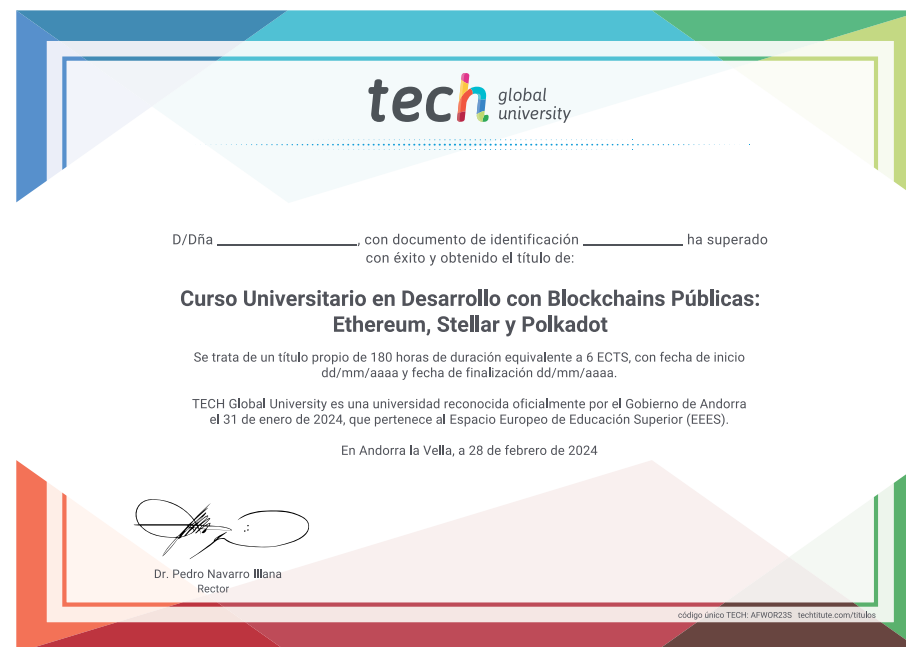 tech global university
D/Dña ____________________, con documento de identificación ______________ ha superado
con éxito y obtenido el título de:
Curso Universitario en Desarrollo con Blockchains Públicas:
Ethereum, Stellar y Polkadot
Se trata de un título propio de 180 horas de duración equivalente a 6 ECTS, con fecha de inicio
dd/mm/aaaa y fecha de finalización dd/mm/aaaa.
TECH Global University es una universidad reconocida oficialmente por el Gobierno de Andorra
el 31 de enero de 2024, que pertenece al Espacio Europeo de Educación Superior (EEES).
En Andorra la Vella, a 28 de febrero de 2024
Dr. Pedro Navarro Illana
Rector
código único TECH: AFWOR23S techtitute.com/titulos